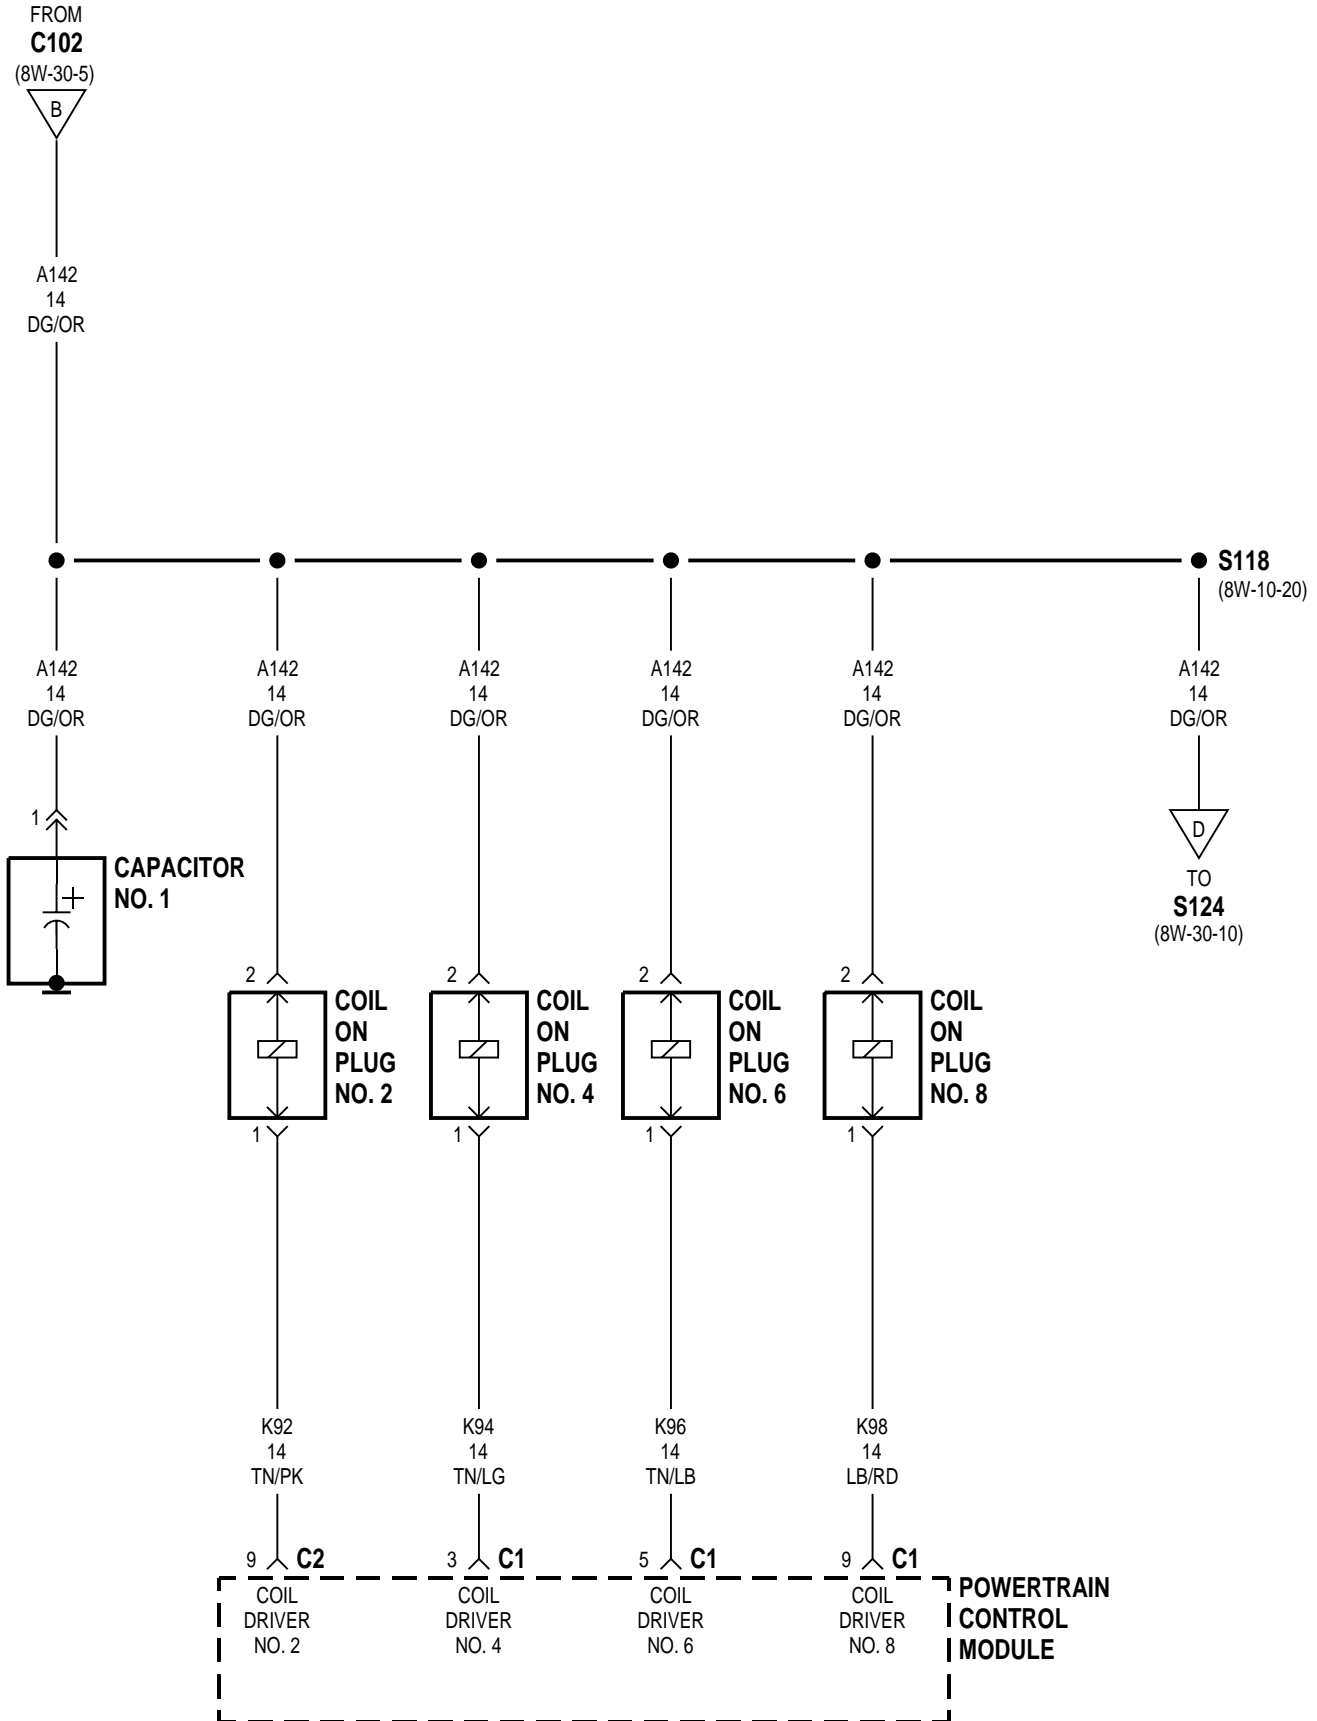 FROM
C102
(8W-30-5)
B
A142
14
DG/OR
S118
(8W-10-20)
A142
14
DG/OR
A142
14
DG/OR
A142
14
DG/OR
A142
14
DG/OR
A142
14
DG/OR
A142
14
DG/OR
1
CAPACITOR
NO. 1
D
TO
S124
(8W-30-10)
2
COIL
ON
PLUG
NO. 2
1
2
COIL
ON
PLUG
NO. 4
1
2
COIL
ON
PLUG
NO. 6
1
2
COIL
ON
PLUG
NO. 8
1
K92
14
TN/PK
K94
14
TN/LG
K96
14
TN/LB
K98
14
LB/RD
9 C2
3 C1
5 C1
9 C1
COIL
DRIVER
NO. 2
COIL
DRIVER
NO. 4
COIL
DRIVER
NO. 6
COIL
DRIVER
NO. 8
POWERTRAIN
CONTROL
MODULE